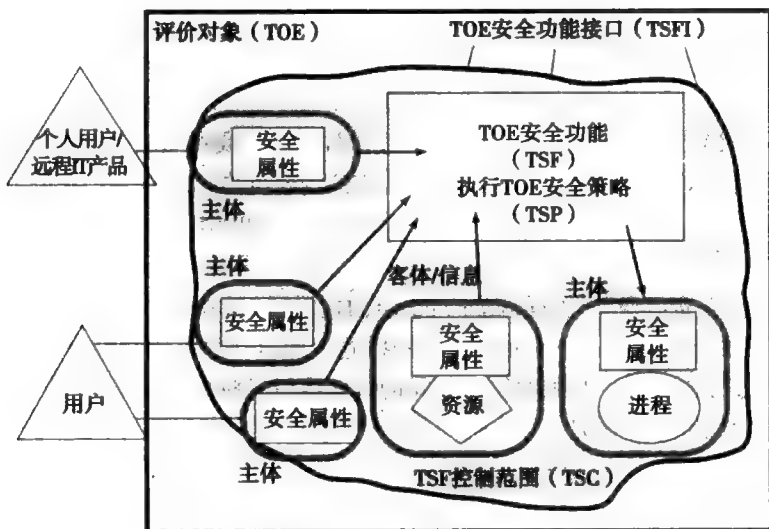 评价对象（TOE）
TOE安全功能接口（TSFI）
个人用户/
远程IT产品
安全
属性
主体
TOE安全功能
（TSF）
执行TOE安全策略
（TSP）
主体
安全属性
客体/信息
安全
属性
资源
主体
安全
属性
进程
用户
安全属性
主体
TSF控制范围（TSC）